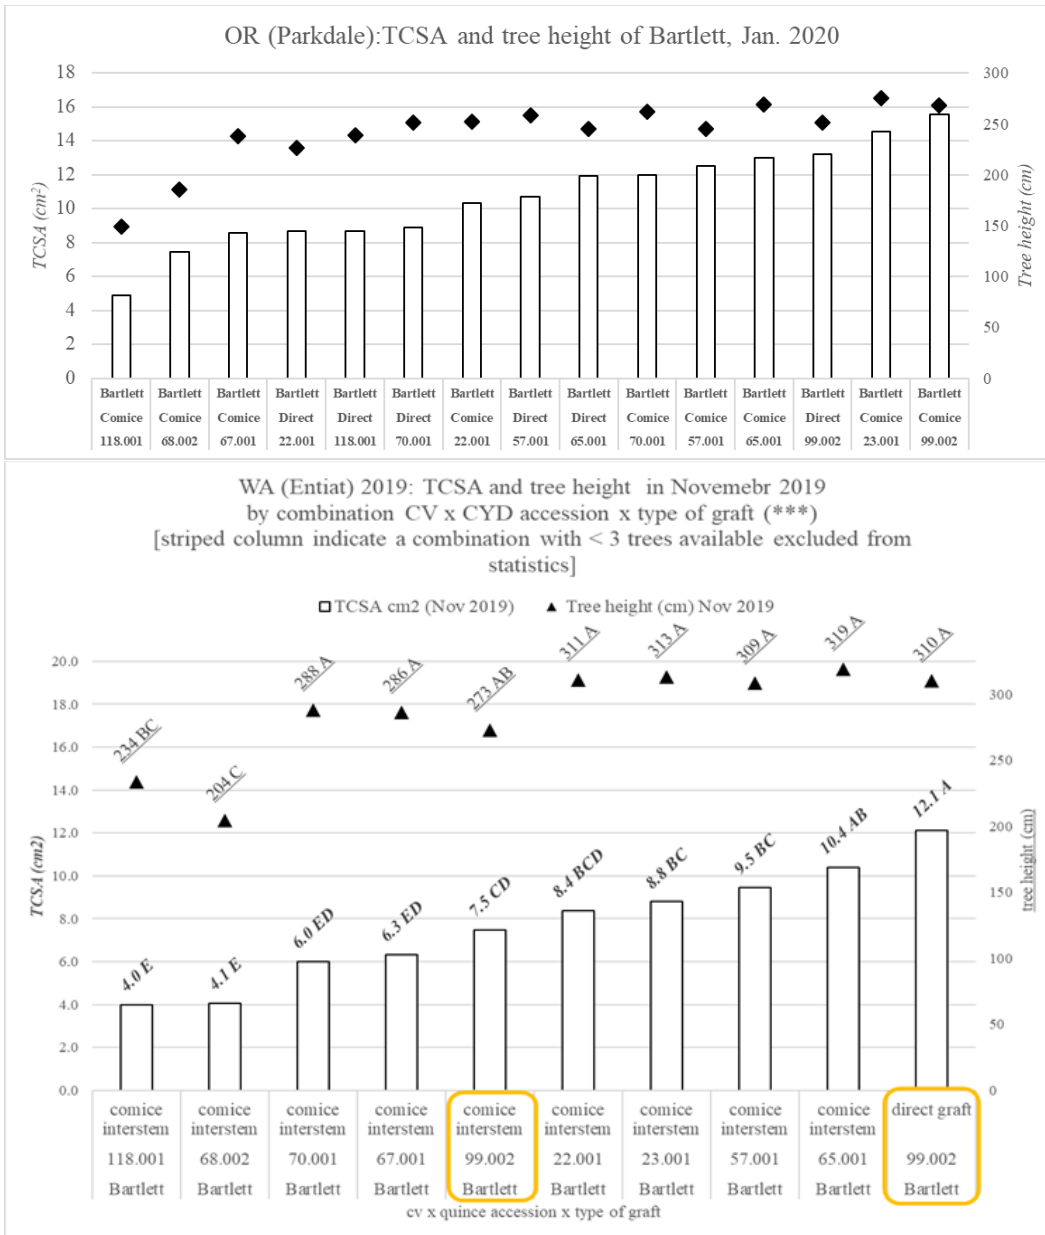 OR (Parkdale):TCSA and tree height of Bartlett, Jan. 2020
18
16
14
12
10
8
6
4
2
0
TCSA (cm²)
300
250
200
150
100
50
0
Tree height (cm)
Bartlett Bartlett Bartlett Bartlett Bartlett Bartlett Bartlett Bartlett Bartlett Bartlett Bartlett Bartlett Bartlett Bartlett Bartlett
Comice Comice Comice Direct Direct Direct Comice Direct Direct Comice Comice Comice Direct Comice Comice
118.001 68.002 67.001 22.001 118.001 70.001 22.001 57.001 65.001 70.001 57.001 65.001 99.002 23.001 99.002
WA (Entiat) 2019: TCSA and tree height in Novemebr 2019
by combination CV x CYD accession x type of graft (***)
[striped column indicate a combination with < 3 trees available excluded from
statistics]
TCSA cm2 (Nov 2019) Tree height (cm) Nov 2019
20.0
18.0
16.0
14.0
12.0
10.0
8.0
6.0
4.0
2.0
0.0
TCSA (cm2)
234 BC
204 C
288 A
286 A
273 AB
311 A
313 A
309 A
319 A
310 A
4.0 E
4.1 E
6.0 ED
6.3 ED
7.5 CD
8.4 BCD
8.8 BC
9.5 BC
10.4 AB
12.1 A
300
250
200
150
100
50
0
tree height (cm)
comice comice comice comice comice comice comice comice comice direct graft
interstem interstem interstem interstem interstem interstem interstem interstem interstem
118.001 68.002 70.001 67.001 99.002 22.001 23.001 57.001 65.001 99.002
Bartlett Bartlett Bartlett Bartlett Bartlett Bartlett Bartlett Bartlett Bartlett Bartlett
cv x quince accession x type of graft